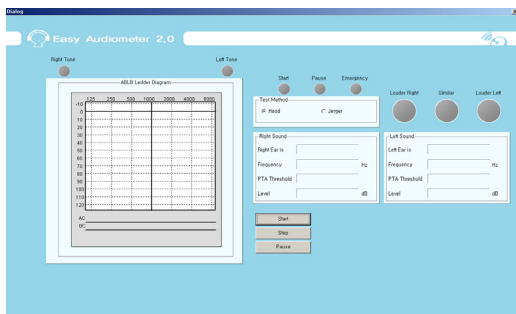 Dialog
Easy Audiometer 2,0
Right Tone
Left Tone
ABLB Ledder Diagram
125 250 500 1000 2000 4000 8000
-10
0
10
20
30
40
50
60
70
80
90
100
110
120
AC
BC
Start Pause Emergency
Louder Right Similar Louder Left
Test Method
Hood Jerger
Right Sound
Right Ear is
Frequency Hz
PTA Threshold
Level dB
Left Sound
Left Ear is
Frequency Hz
PTA Threshold
Level dB
Start
Stop
Pause